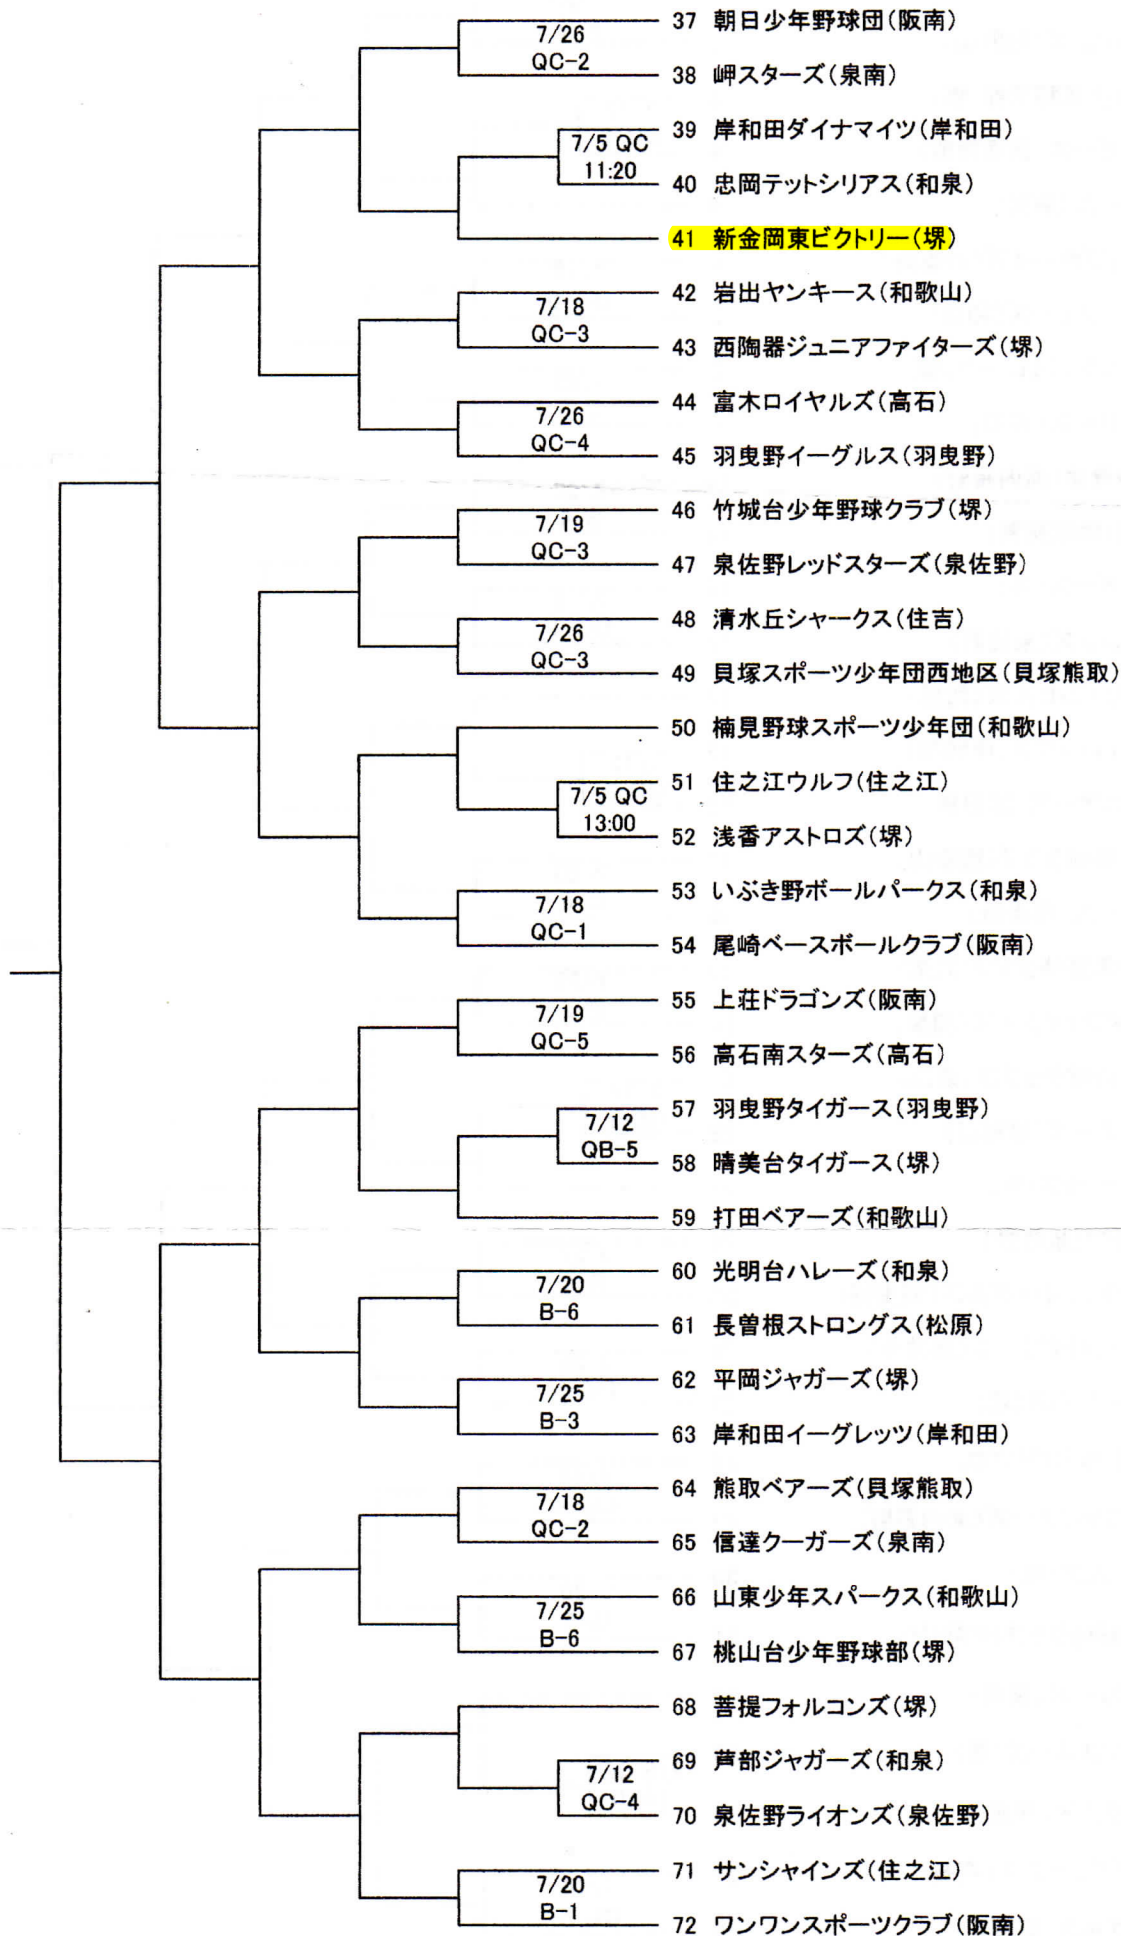 37 朝日少年野球団(阪南)
7/26
QC-2
38 岬スターズ(泉南)
39 岸和田ダイナマイツ(岸和田)
7/5 QC
11:20
40 忠岡テットシリアス(和泉)
41 新金岡東ビクトリー(堺)
42 岩出ヤンキース(和歌山)
7/18
QC-3
43 西陶器ジュニアファイターズ(堺)
44 富木ロイヤルズ(高石)
7/26
QC-4
45 羽曳野イーグルス(羽曳野)
46 竹城台少年野球クラブ(堺)
7/19
QC-3
47 泉佐野レッドスターズ(泉佐野)
48 清水丘シャークス(住吉)
7/26
QC-3
49 貝塚スポーツ少年団西地区(貝塚熊取)
50 楠見野球スポーツ少年団(和歌山)
51 住之江ウルフ(住之江)
7/5 QC
13:00
52 浅香アストロズ(堺)
53 いぶき野ボールパークス(和泉)
7/18
QC-1
54 尾崎ベースボールクラブ(阪南)
55 上荘ドラゴンズ(阪南)
7/19
QC-5
56 高石南スターズ(高石)
57 羽曳野タイガース(羽曳野)
7/12
QB-5
58 晴美台タイガース(堺)
59 打田ベアーズ(和歌山)
60 光明台ハレーズ(和泉)
7/20
B-6
61 長曽根ストロングス(松原)
62 平岡ジャガーズ(堺)
7/25
B-3
63 岸和田イーグレッツ(岸和田)
64 熊取ベアーズ(貝塚熊取)
7/18
QC-2
65 信達クーガーズ(泉南)
66 山東少年スパークス(和歌山)
7/25
B-6
67 桃山台少年野球部(堺)
68 菩提フォルコンズ(堺)
69 芦部ジャガーズ(和泉)
7/12
QC-4
70 泉佐野ライオンズ(泉佐野)
71 サンシャインズ(住之江)
7/20
B-1
72 ワンワンスポーツクラブ(阪南)